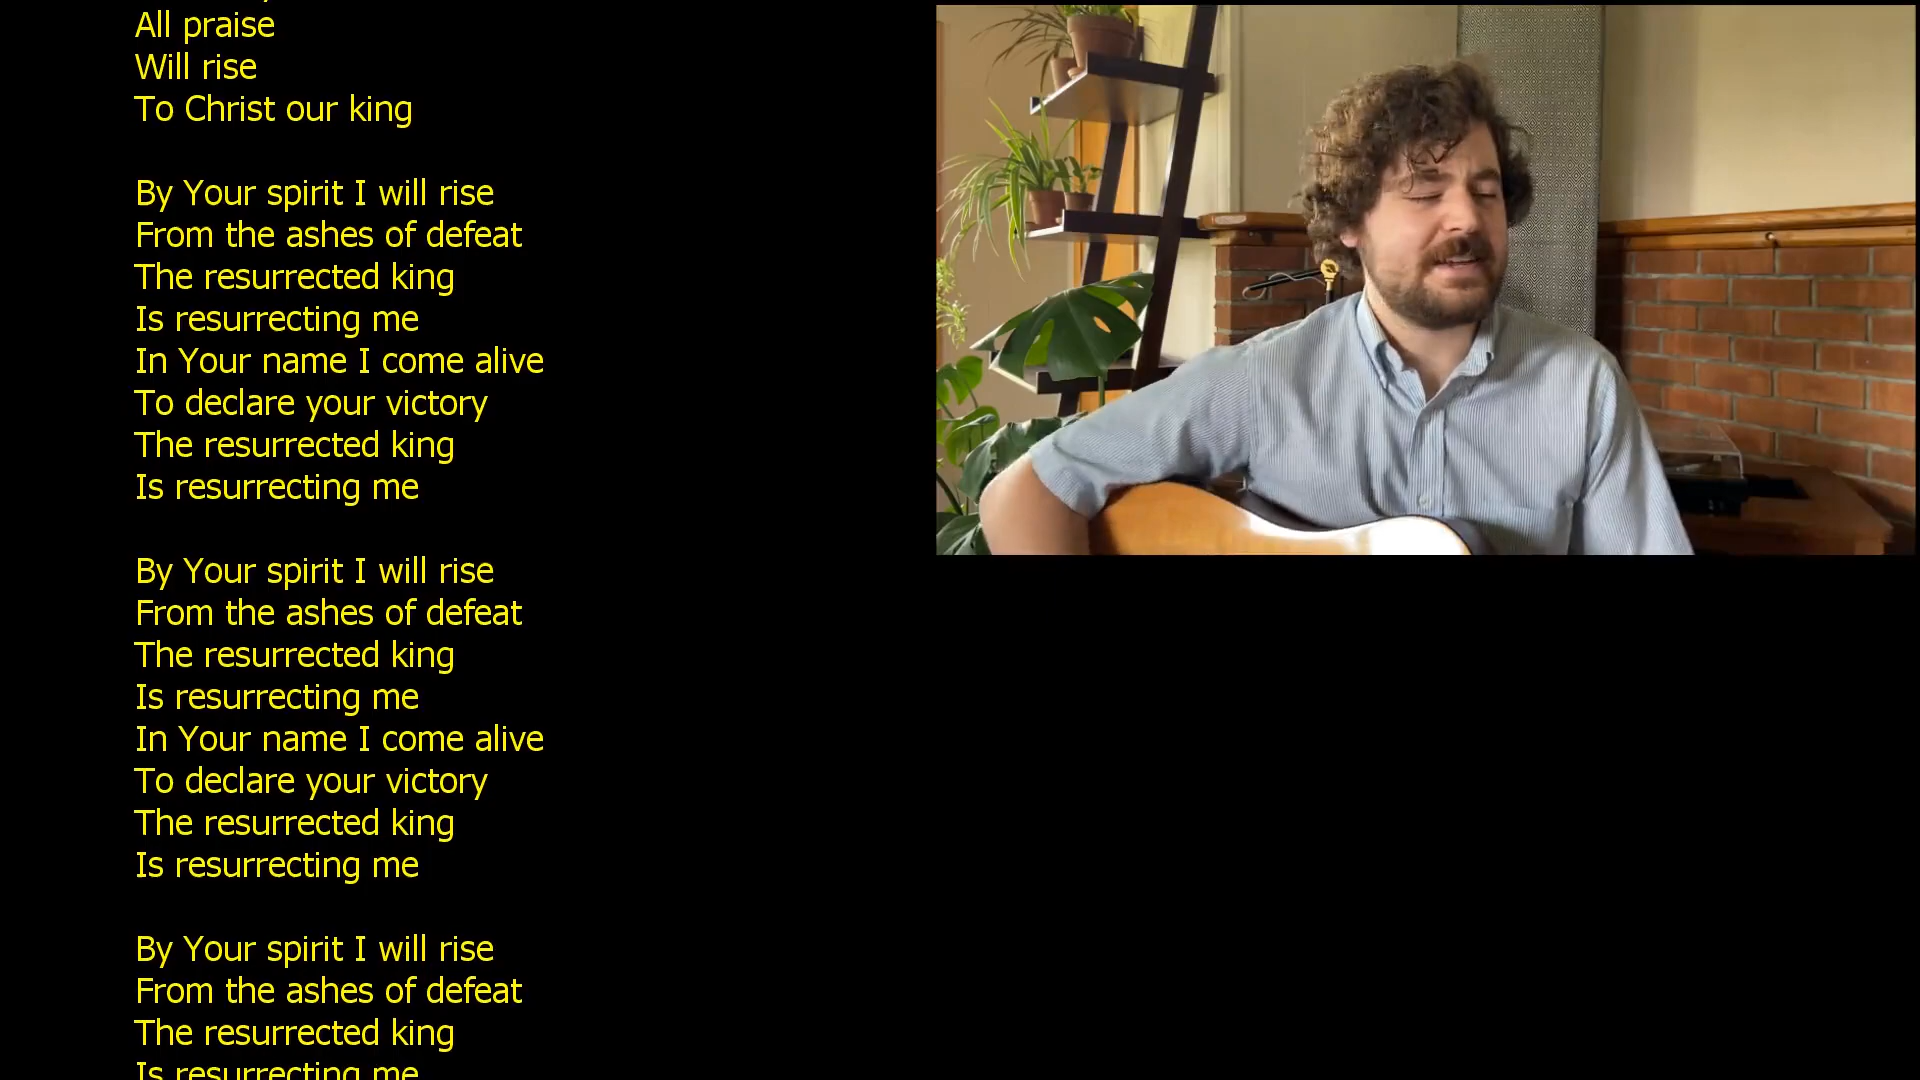 All praise
Will rise
To Christ our king
By Your spirit I will rise
From the ashes of defeat
The resurrected king
Is resurrecting me
In Your name I come alive
To declare your victory
The resurrected king
Is resurrecting me
By Your spirit I will rise
From the ashes of defeat
The resurrected king
Is resurrecting me
In Your name I come alive
To declare your victory
The resurrected king
Is resurrecting me
By Your spirit I will rise
From the ashes of defeat
The resurrected king
Is resurrecting me